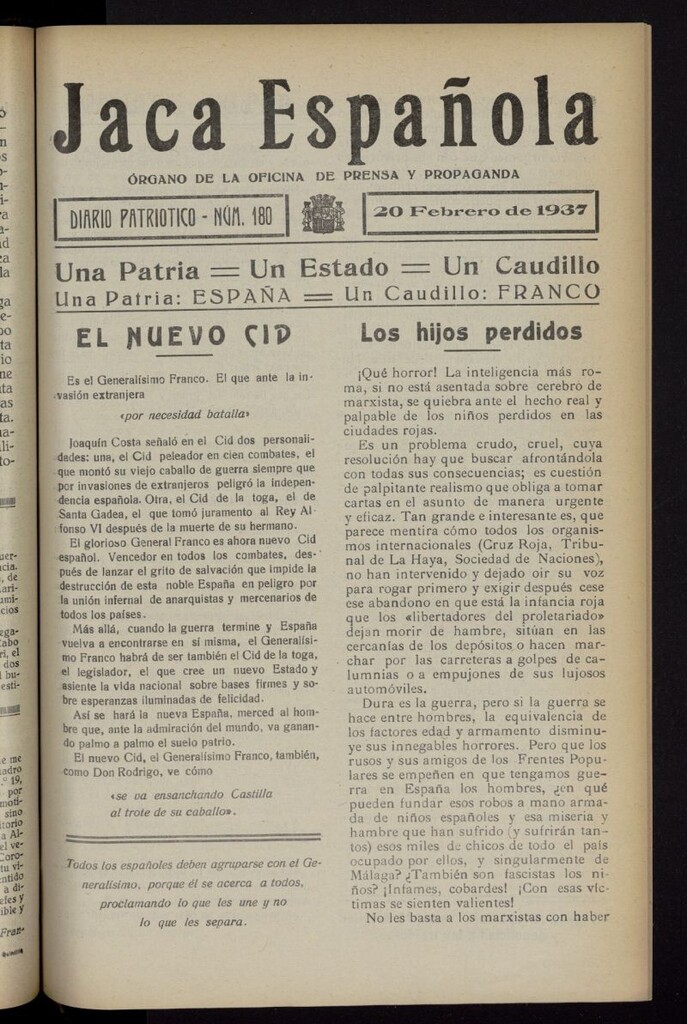 Jaca Española
ÓRGANO DE LA OFICINA DE PRENSA Y PROPAGANDA
DIARIO PATRIOTICO - NÚM. 180
20 Febrero de 1937
Una Patria = Un Estado = Un Caudillo
Una Patria: ESPAÑA = Un Caudillo: FRANCO
EL NUEVO CID
Es el Generalísimo Franco. El que ante la in-
vasión extranjera
«por necesidad batalla»
Joaquín Costa señaló en el Cid dos personali-
dades: una, el Cid peleador en cien combates, el
que montó su viejo caballo de guerra siempre que
por invasiones de extranjeros peligró la indepen-
dencia española. Otra, el Cid de la toga, el de
Santa Gadea, el que tomó juramento al Rey Al-
fonso VI después de la muerte de su hermano.
El glorioso General Franco es ahora nuevo Cid
español. Vencedor en todos los combates, des-
pués de lanzar el grito de salvación que impide la
destrucción de esta noble España en peligro por
la unión infernal de anarquistas y mercenarios de
todos los países.
Más allá, cuando la guerra termine y España
vuelva a encontrarse en sí misma, el Generalísi-
mo Franco habrá de ser también el Cid de la toga,
el legislador, el que cree un nuevo Estado y
asiente la vida nacional sobre bases firmes y so-
bre esperanzas iluminadas de felicidad.
Así se hará la nueva España, merced al hom-
bre que, ante la admiración del mundo, va ganan-
do palmo a palmo el suelo patrio.
El nuevo Cid, el Generalísimo Franco, también,
como Don Rodrigo, ve cómo
«se va ensanchando Castilla
al trote de su caballo».
Todos los españoles deben agruparse con el Ge-
neralísimo, porque él se acerca a todos,
proclamando lo que les une y no
lo que les separa.
Los hijos perdidos
¡Qué horror! La inteligencia más ro-
ma, si no está asentada sobre cerebro de
marxista, se quiebra ante el hecho real y
palpable de los niños perdidos en las
ciudades rojas.
Es un problema crudo, cruel, cuya
resolución hay que buscar afrontándola
con todas sus consecuencias; es cuestión
de palpitante realismo que obliga a tomar
cartas en el asunto de manera urgente
y eficaz. Tan grande e interesante es, que
parece mentira cómo todos los organis-
mos internacionales (Cruz Roja, Tribu-
nal de La Haya, Sociedad de Naciones),
no han intervenido y dejado oir su voz
para rogar primero y exigir después cese
ese abandono en que está la infancia roja
que los «libertadores del proletariado»
dejan morir de hambre, sitúan en las
cercanías de los depósitos o hacen mar-
char por las carreteras a golpes de ca-
lumnias o a empujones de sus lujosos
automóviles.
Dura es la guerra, pero si la guerra se
hace entre hombres, la equivalencia de
los factores edad y armamento disminu-
ye sus innegables horrores. Pero que los
rusos y sus amigos de los Frentes Popu-
lares se empeñen en que tengamos gue-
rra en España los hombres, ¿en qué
pueden fundar esos robos a mano arma-
da de niños españoles y esa miseria y
hambre que han sufrido (y sufrirán tan-
tos) esos miles de chicos de todo el país
ocupado por ellos, y singularmente de
Málaga? ¿También son fascistas los ni-
ños? ¡Infames, cobardes! ¡Con esas víc-
timas se sienten valientes!
No les basta a los marxistas con haber